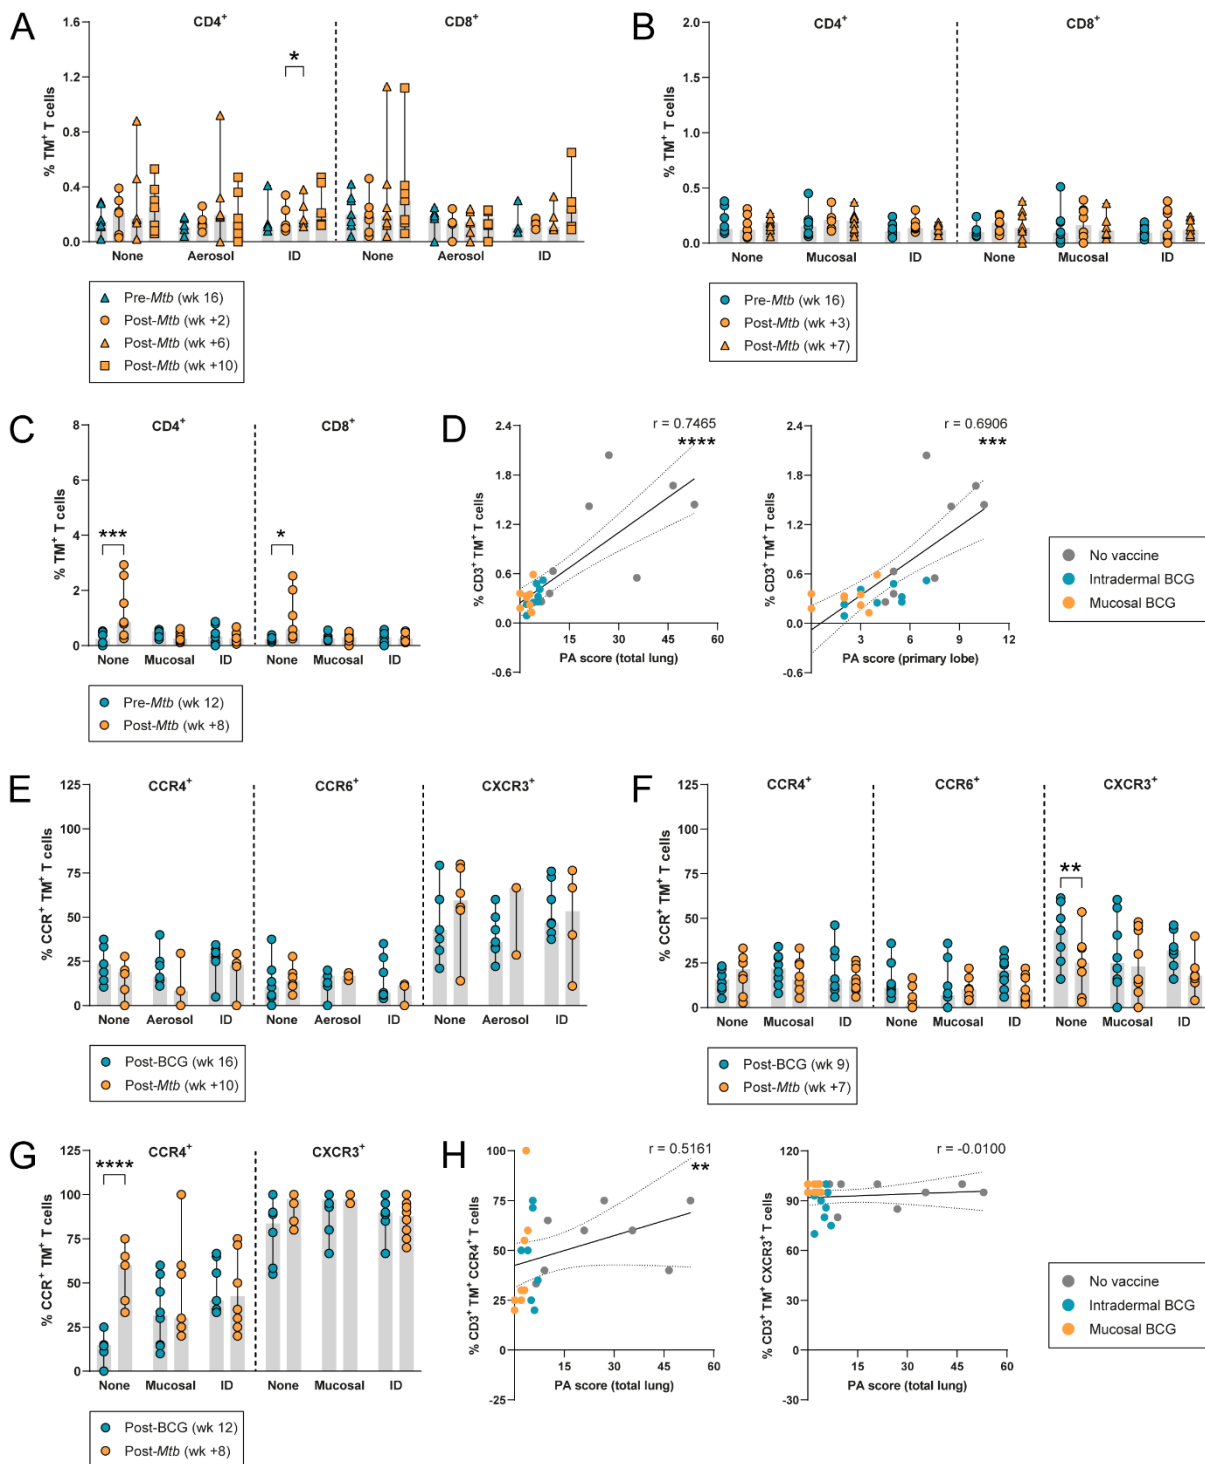 A
CD4+
CD8+
*
% TM+ T cells
1.6
1.2
0.8
0.4
0.0
None
Aerosol
ID
None
Aerosol
ID
Pre-Mtb (wk 16)
Post-Mtb (wk +2)
Post-Mtb (wk +6)
Post-Mtb (wk +10)
B
CD4+
CD8+
% TM+ T cells
2.0
1.5
1.0
0.5
0.0
None
Mucosal
ID
None
Mucosal
ID
Pre-Mtb (wk 16)
Post-Mtb (wk +3)
Post-Mtb (wk +7)
C
CD4+
CD8+
***
*
% TM+ T cells
8
6
4
2
0
None
Mucosal
ID
None
Mucosal
ID
Pre-Mtb (wk 12)
Post-Mtb (wk +8)
D
r = 0.7465
****
% CD3+ TM+ T cells
2.4
1.8
1.2
0.6
0.0
-0.6
15
30
45
60
PA score (total lung)
r = 0.6906
***
% CD3+ TM+ T cells
2.4
1.8
1.2
0.6
0.0
-0.6
3
6
9
12
PA score (primary lobe)
No vaccine
Intradermal BCG
Mucosal BCG
E
CCR4+
CCR6+
CXCR3+
% CCR+ TM+ T cells
125
100
75
50
25
0
None
Aerosol
ID
None
Aerosol
ID
None
Aerosol
ID
Post-BCG (wk 16)
Post-Mtb (wk +10)
F
CCR4+
CCR6+
CXCR3+
**
% CCR+ TM+ T cells
125
100
75
50
25
0
None
Mucosal
ID
None
Mucosal
ID
None
Mucosal
ID
Post-BCG (wk 9)
Post-Mtb (wk +7)
G
CCR4+
CXCR3+
****
% CCR+ TM+ T cells
125
100
75
50
25
0
None
Mucosal
ID
None
Mucosal
ID
Post-BCG (wk 12)
Post-Mtb (wk +8)
H
r = 0.5161
**
% CD3+ TM+ CCR4+ T cells
100
75
50
25
0
-25
15
30
45
60
PA score (total lung)
r = -0.0100
% CD3+ TM+ CXCR3+ T cells
120
90
60
30
0
-30
15
30
45
60
PA score (total lung)
No vaccine
Intradermal BCG
Mucosal BCG